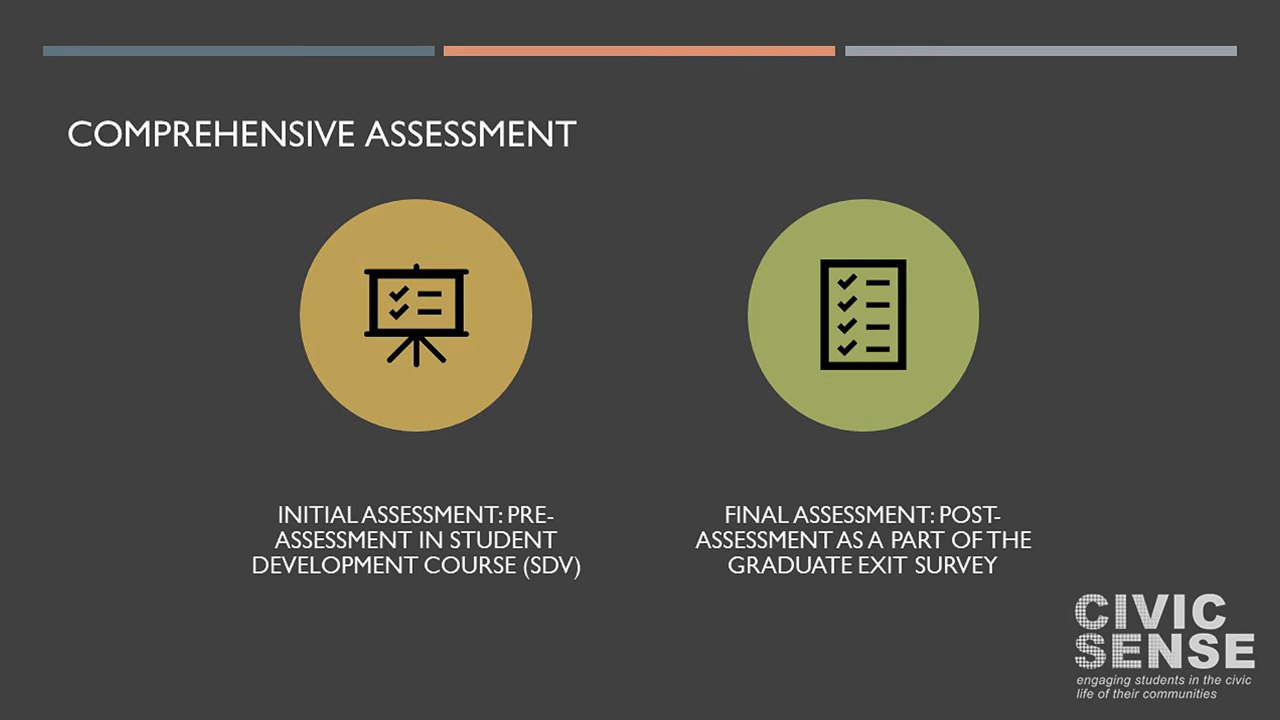 COMPREHENSIVE ASSESSMENT
INITIAL ASSESSMENT: PRE-
ASSESSMENT IN STUDENT
DEVELOPMENT COURSE (SDV)
FINAL ASSESSMENT: POST-
ASSESSMENT AS A PART OF THE
GRADUATE EXIT SURVEY
CIVIC
SENSE
engaging students in the civic
life of their communities